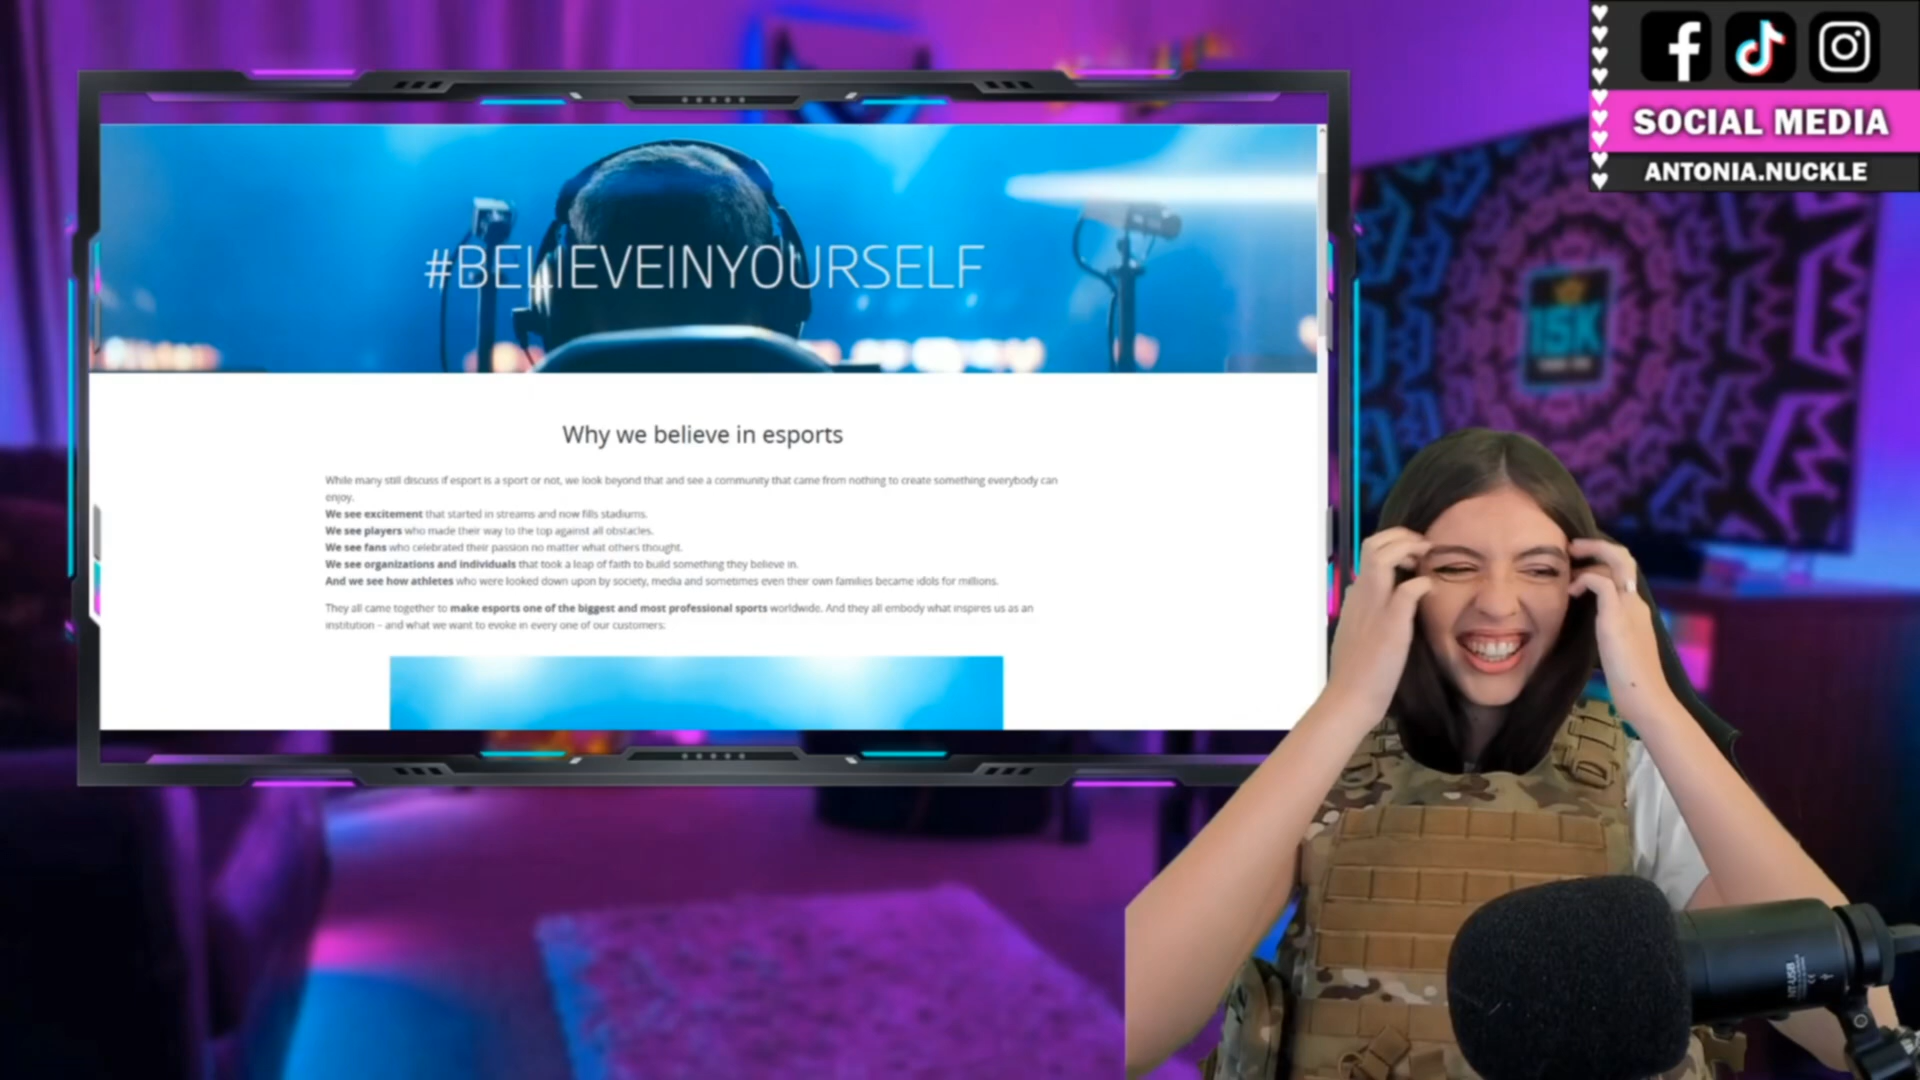 SOCIAL MEDIA
ANTONIA.NUCKLE
#BELIEVEINYOURSELF
Why we believe in esports
While many still discuss if esport is a sport or not, we look beyond that and see a community that came from nothing to create something everybody can
enjoy.
We see excitement that started in streams and now fills stadiums.
We see players who made their way to the top against all obstacles.
We see fans who celebrated their passion no matter what others thought.
We see organizations and individuals that took a leap of faith to build something they believe in.
And we see how athletes who were looked down upon by society, media and sometimes even their own families became idols for millions.
They all came together to make esports one of the biggest and most professional sports worldwide. And they all embody what inspires us as an
institution – and what we want to evoke in every one of our customers:
15K